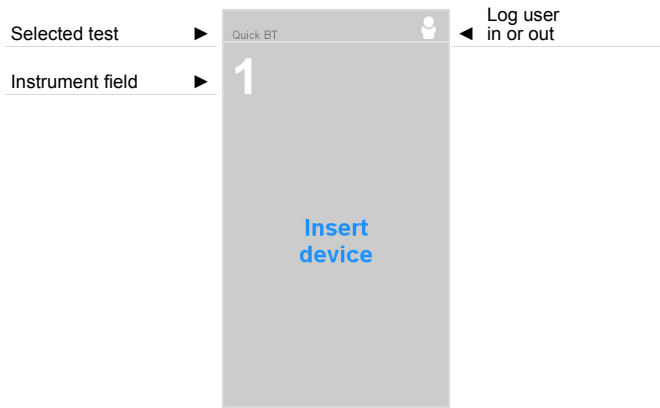 Selected test
Quick BT
Log user
in or out
Instrument field
1
Insert
device